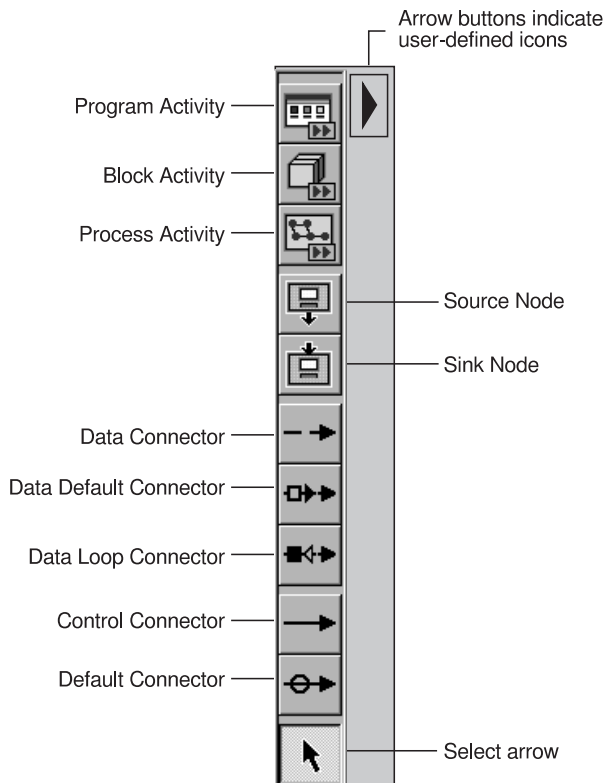 Arrow buttons indicate
user-defined icons
Program Activity
Block Activity
Process Activity
Source Node
Sink Node
Data Connector
Data Default Connector
Data Loop Connector
Control Connector
Default Connector
Select arrow